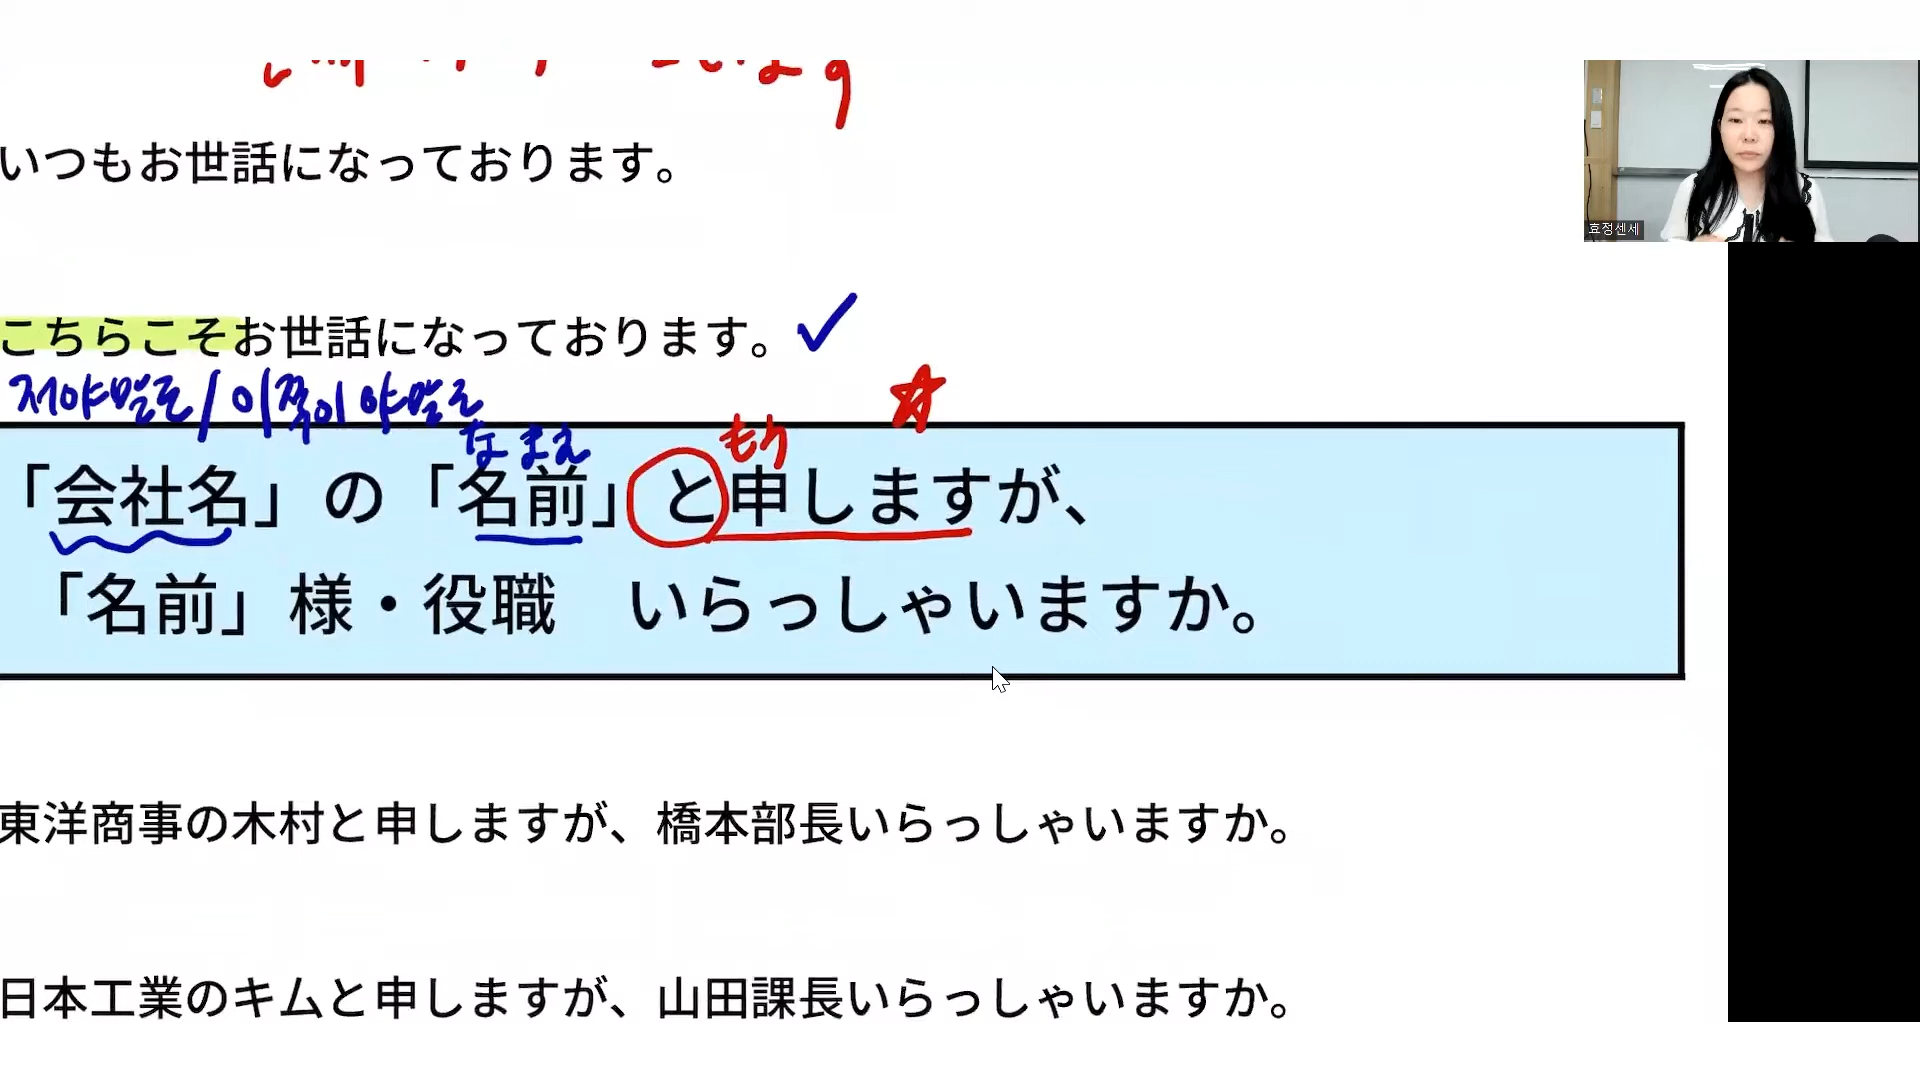 いつもお世話になっております。
効정센세
こちらこそお世話になっております。
저야말로/이쪽이야말로
なまえ もう
「会社名」の「名前」と申しますが、
「名前」様・役職 いらっしゃいますか。
東洋商事の木村と申しますが、橋本部長いらっしゃいますか。
日本工業のキムと申しますが、山田課長いらっしゃいますか。